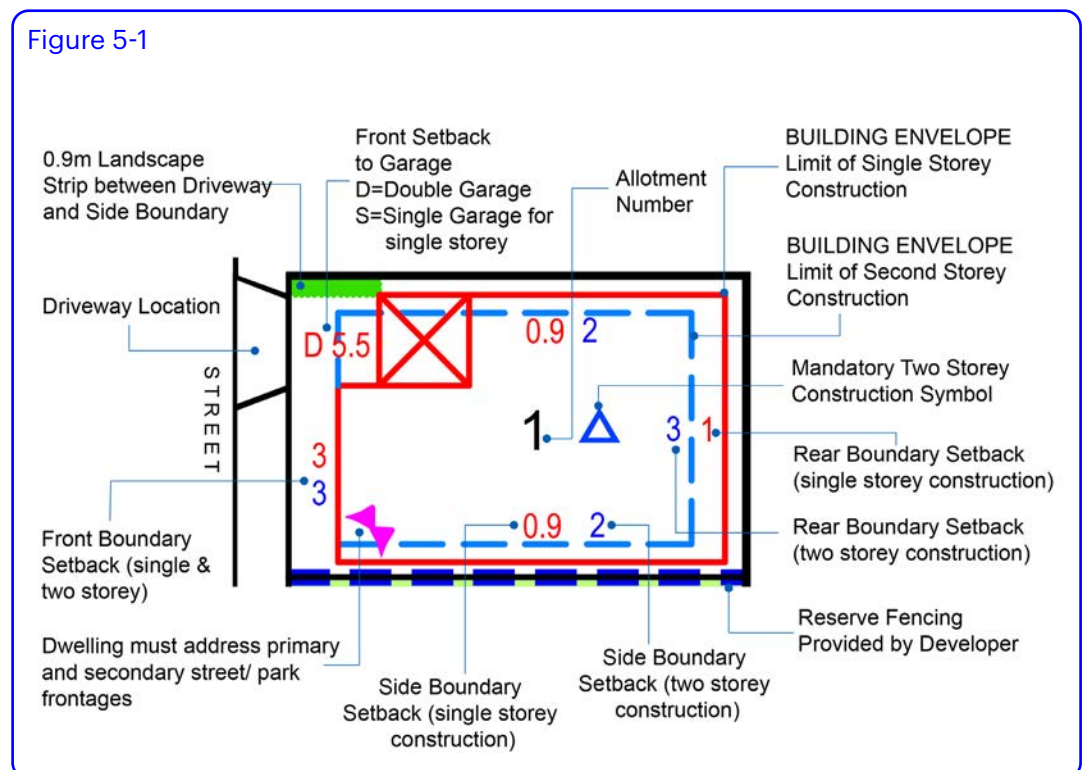 Figure 5-1
0.9m Landscape
Strip between Driveway
and Side Boundary
Front Setback
to Garage
D=Double Garage
S=Single Garage for
single storey
Allotment
Number
BUILDING ENVELOPE
Limit of Single Storey
Construction
BUILDING ENVELOPE
Limit of Second Storey
Construction
Driveway Location
STREET
D 5.5
0.9 2
Mandatory Two Storey
Construction Symbol
1
3 1
3
3
0.9 2
Rear Boundary Setback
(single storey construction)
Rear Boundary Setback
(two storey construction)
Front Boundary
Setback (single &
two storey)
Reserve Fencing
Provided by Developer
Dwelling must address primary
and secondary street/ park
frontages
Side Boundary
Setback (single storey
construction)
Side Boundary
Setback (two storey
construction)